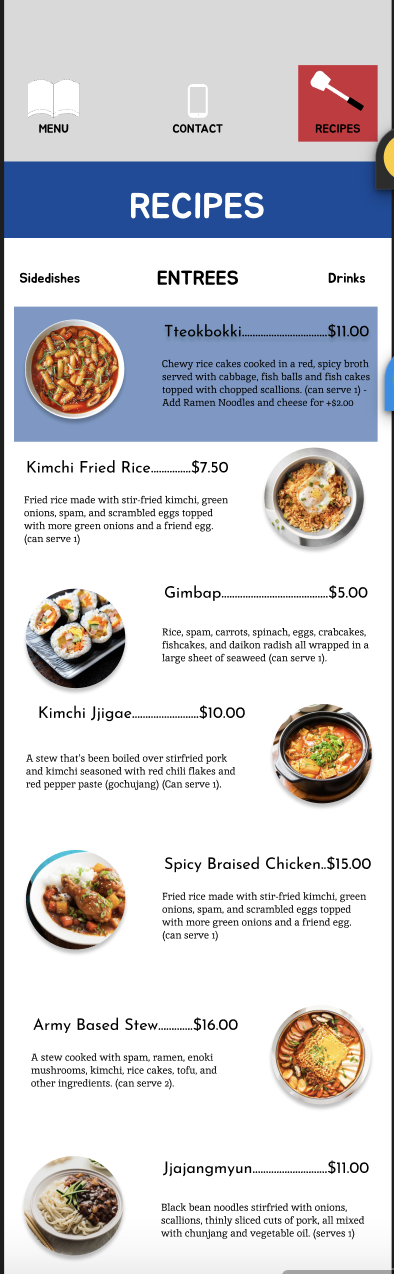 MENU
CONTACT
RECIPES
RECIPES
Sidedishes
ENTREES
Drinks
Tteokbokki.................................$11.00
Chewy rice cakes cooked in a red, spicy broth
served with cabbage, fish balls and fish cakes
topped with chopped scallions. (can serve 1) -
Add Ramen Noodles and cheese for +$2.00
Kimchi Fried Rice...............$7.50
Fried rice made with stir-fried kimchi, green
onions, spam, and scrambled eggs topped
with more green onions and a friend egg.
(can serve 1)
Gimbap.........................................$5.00
Rice, spam, carrots, spinach, eggs, crabcakes,
fishcakes, and daikon radish all wrapped in a
large sheet of seaweed (can serve 1).
Kimchi Jjigae..........................$10.00
A stew that's been boiled over stirfried pork
and kimchi seasoned with red chili flakes and
red pepper paste (gochujang) (Can serve 1).
Spicy Braised Chicken..$15.00
Fried rice made with stir-fried kimchi, green
onions, spam, and scrambled eggs topped
with more green onions and a friend egg.
(can serve 1)
Army Based Stew.............$16.00
A stew cooked with spam, ramen, enoki
mushrooms, kimchi, rice cakes, tofu, and
other ingredients. (can serve 2).
Jjajangmyun.............................$11.00
Black bean noodles stirfried with onions,
scallions, thinly sliced cuts of pork, all mixed
with chunjang and vegetable oil. (serves 1)